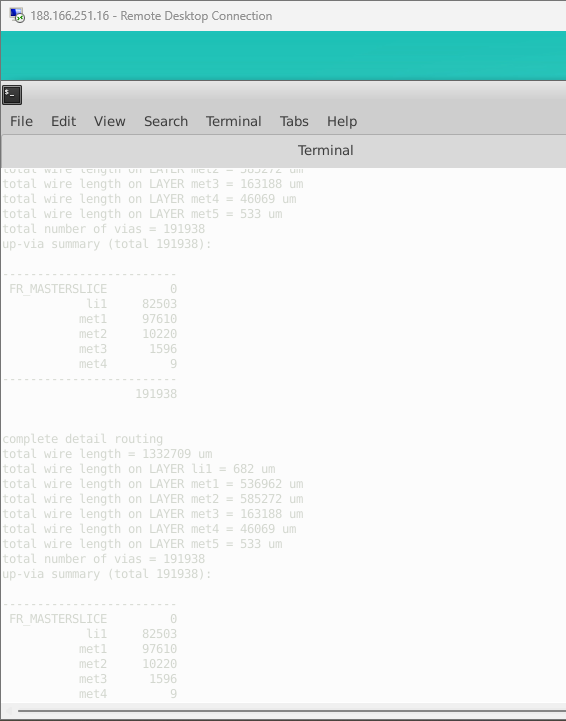 188.166.251.16 - Remote Desktop Connection
File Edit View Search Terminal Tabs Help
Terminal
total wire length on LAYER met2 = 585272 um
total wire length on LAYER met3 = 163188 um
total wire length on LAYER met4 = 46069 um
total wire length on LAYER met5 = 533 um
total number of vias = 191938
up-via summary (total 191938):
-------------------------
FR_MASTERSLICE 0
li1 82503
met1 97610
met2 10220
met3 1596
met4 9
-------------------------
191938
complete detail routing
total wire length = 1332709 um
total wire length on LAYER li1 = 682 um
total wire length on LAYER met1 = 536962 um
total wire length on LAYER met2 = 585272 um
total wire length on LAYER met3 = 163188 um
total wire length on LAYER met4 = 46069 um
total wire length on LAYER met5 = 533 um
total number of vias = 191938
up-via summary (total 191938):
-------------------------
FR_MASTERSLICE 0
li1 82503
met1 97610
met2 10220
met3 1596
met4 9